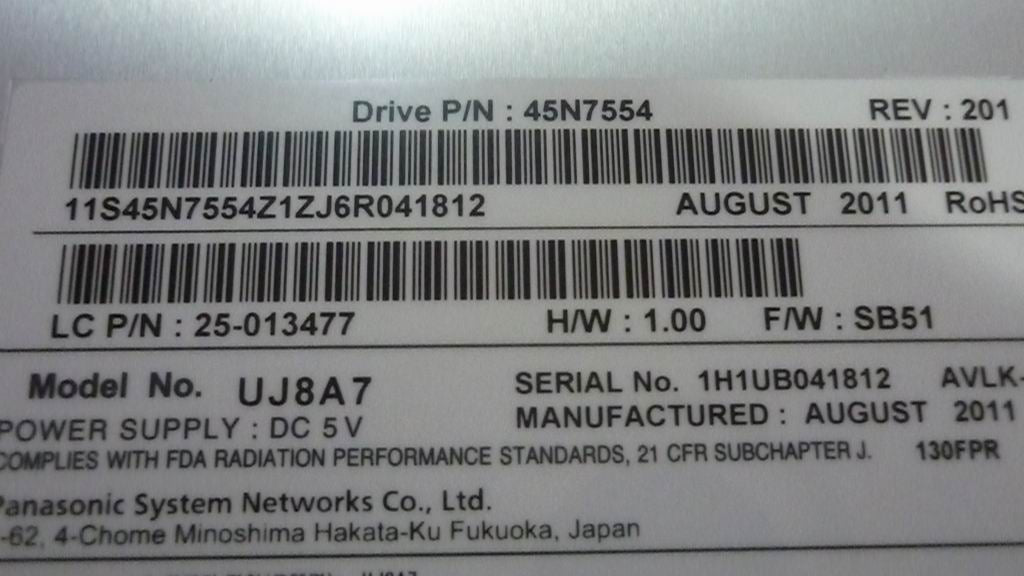 Drive P/N : 45N7554 REV : 201
11S45N7554Z1ZJ6R041812 AUGUST 2011 RoHS
LC P/N : 25-013477 H/W : 1.00 F/W : SB51
Model No. UJ8A7 SERIAL No. 1H1UB041812 AVLK-
POWER SUPPLY : DC 5V MANUFACTURED : AUGUST 2011
COMPLIES WITH FDA RADIATION PERFORMANCE STANDARDS, 21 CFR SUBCHAPTER J. 130FPR
Panasonic System Networks Co., Ltd.
-62, 4-Chome Minoshima Hakata-Ku Fukuoka, Japan